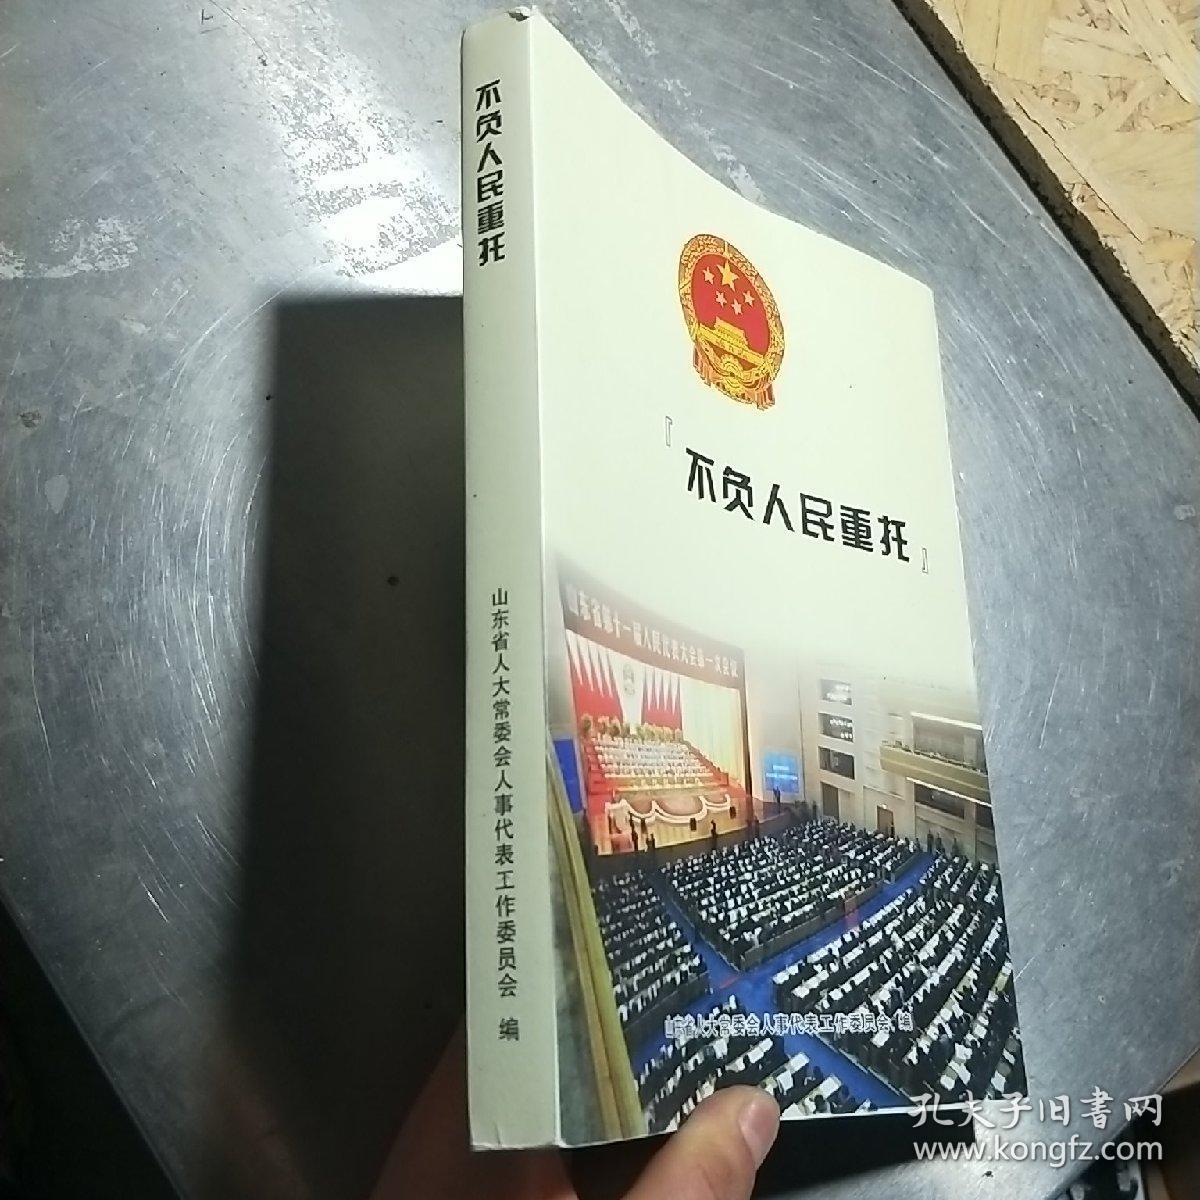 不负人民重托
山东省人大常委会人事代表工作委员会 编
『不负人民重托』
山东省第十一届人民代表大会第一次会议
山东省人大常委会人事代表工作委员会 编
孔夫子旧書网
www.kongfz.com